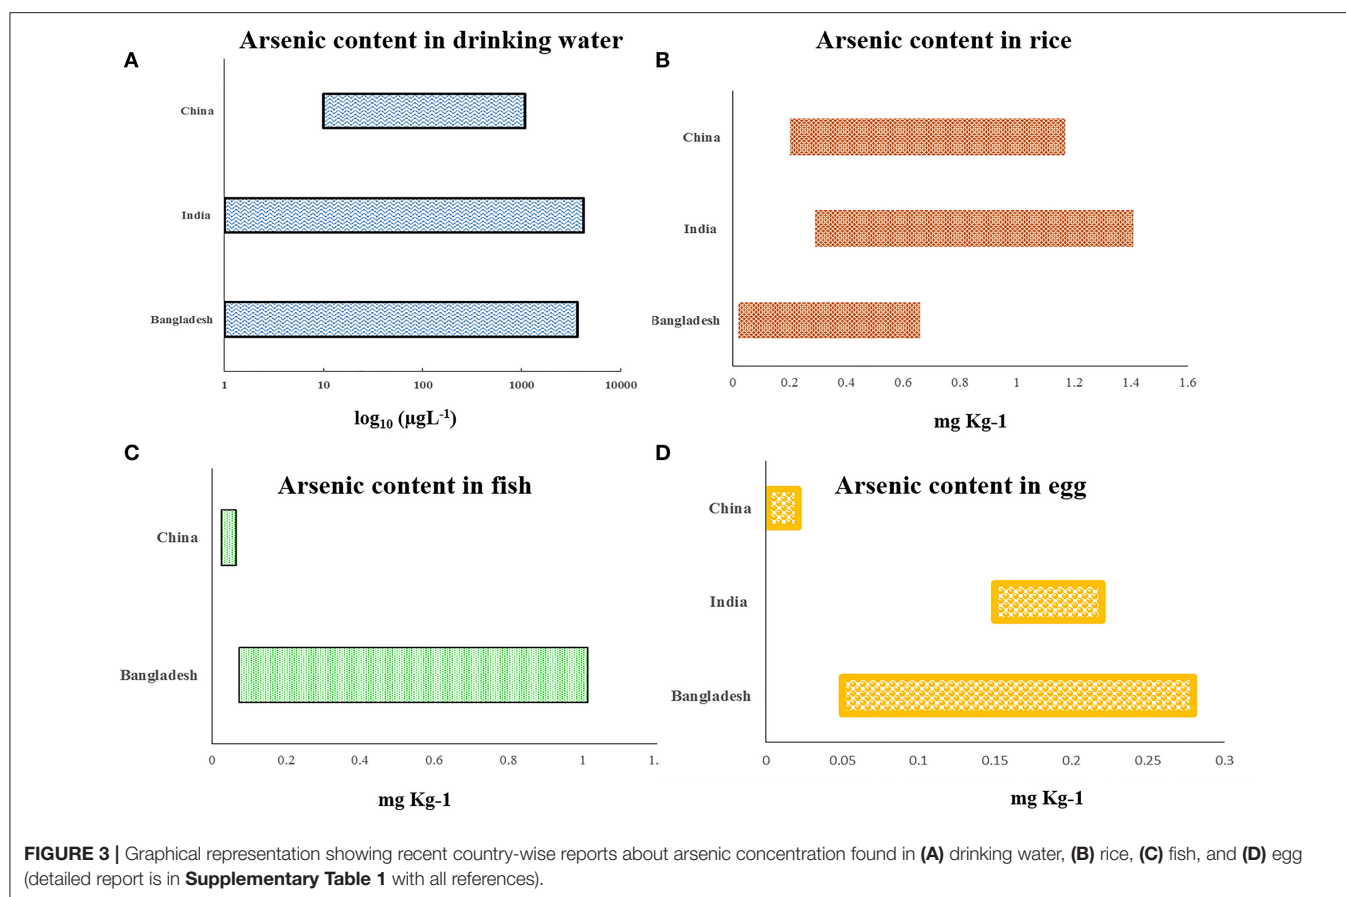 A
Arsenic content in drinking water
China
India
Bangladesh
1 10 100 1000 10000
log10 (µgL-1)
B
Arsenic content in rice
China
India
Bangladesh
0 0.2 0.4 0.6 0.8 1 1.2 1.4 1.6
mg Kg-1
C
Arsenic content in fish
China
Bangladesh
0 0.2 0.4 0.6 0.8 1 1.
mg Kg-1
D
Arsenic content in egg
China
India
Bangladesh
0 0.05 0.1 0.15 0.2 0.25 0.3
mg Kg-1
FIGURE 3 | Graphical representation showing recent country-wise reports about arsenic concentration found in (A) drinking water, (B) rice, (C) fish, and (D) egg
(detailed report is in Supplementary Table 1 with all references).